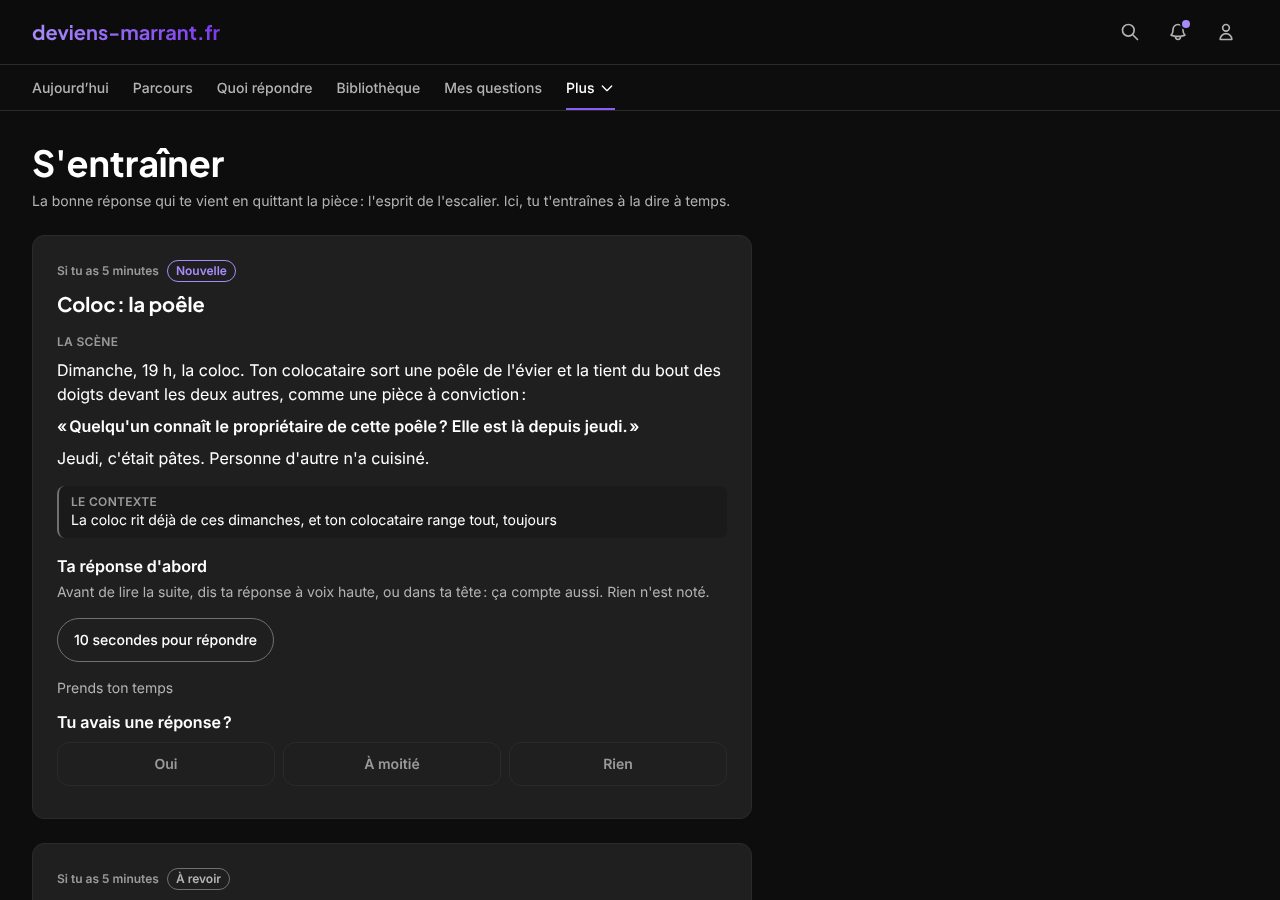 deviens-marrant.fr
Aujourd’hui
Parcours
Quoi répondre
Bibliothèque
Mes questions
Plus
S'entraîner
La bonne réponse qui te vient en quittant la pièce : l'esprit de l'escalier. Ici, tu t'entraînes à la dire à temps.
Si tu as 5 minutes
Nouvelle
Coloc : la poêle
LA SCÈNE
Dimanche, 19 h, la coloc. Ton colocataire sort une poêle de l'évier et la tient du bout des
doigts devant les deux autres, comme une pièce à conviction :
« Quelqu'un connaît le propriétaire de cette poêle ? Elle est là depuis jeudi. »
Jeudi, c'était pâtes. Personne d'autre n'a cuisiné.
LE CONTEXTE
La coloc rit déjà de ces dimanches, et ton colocataire range tout, toujours
Ta réponse d'abord
Avant de lire la suite, dis ta réponse à voix haute, ou dans ta tête : ça compte aussi. Rien n'est noté.
10 secondes pour répondre
Prends ton temps
Tu avais une réponse ?
Oui
À moitié
Rien
Si tu as 5 minutes
À revoir